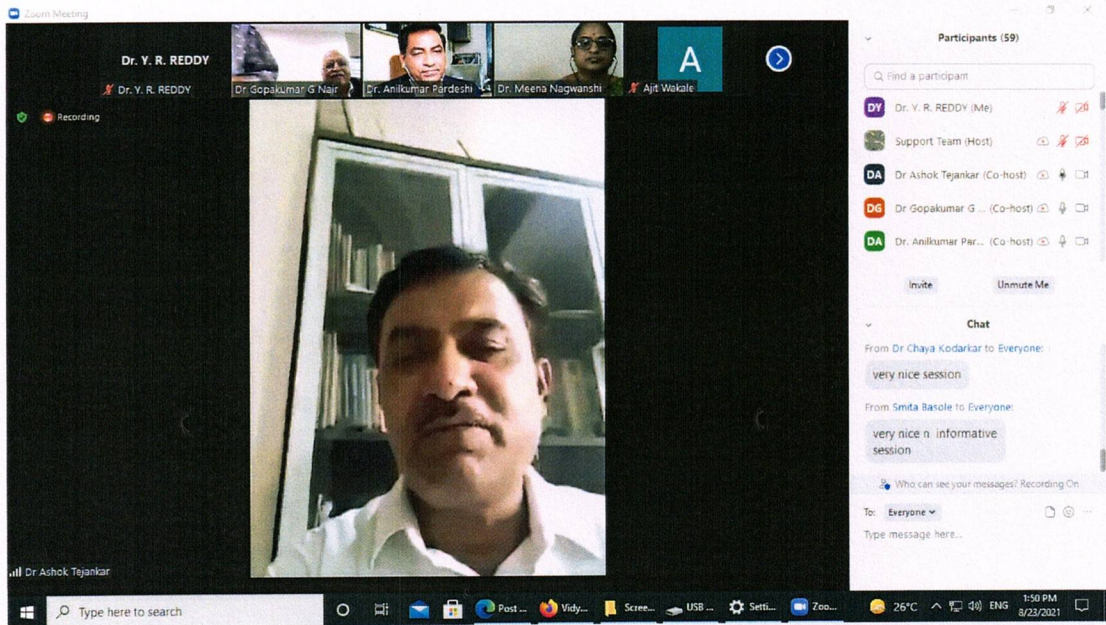 Zoom Meeting
Dr. Y. R. REDDY
A
Dr. Y. R. REDDY
Dr Gopakumar G Nair
Dr. Anilkumar Pardeshi
Dr. Meena Nagwanshi
Ajit Wakale
Recording
Dr Ashok Tejankar
Participants (59)
Find a participant
DY Dr. Y. R. REDDY (Me)
Support Team (Host)
DA Dr Ashok Tejankar (Co-host)
DG Dr Gopakumar G ... (Co-host)
DA Dr. Anilkumar Par... (Co-host)
Invite Unmute Me
Chat
From Dr Chaya Kodarkar to Everyone:
very nice session
From Smita Basole to Everyone:
very nice n informative
session
Who can see your messages? Recording On
To: Everyone
Type message here...
Type here to search
Post ...
Vidy...
Scree...
USB ...
Setti...
Zoo...
26°C
ENG
1:50 PM
8/23/2021